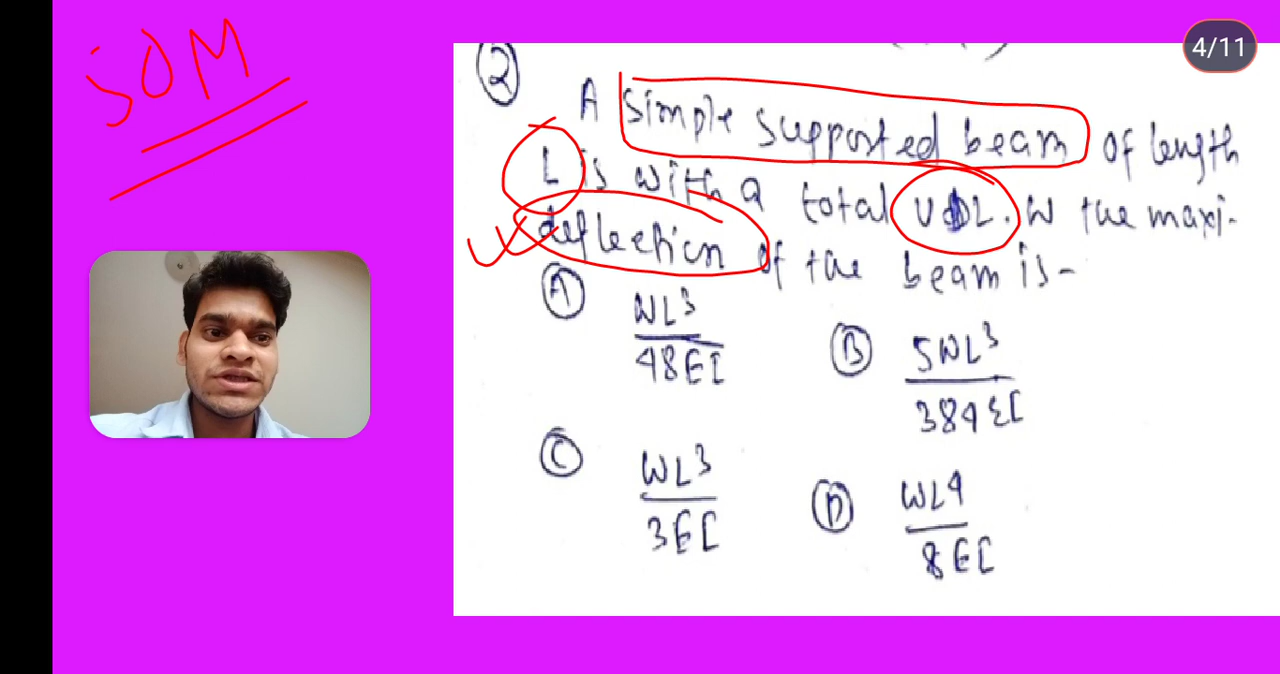 SOM
4/11
②
A Simple supported beam of length
L is with a total UDL. W the maxi-
deflection of the beam is-
Ⓐ WL³
48EI
Ⓑ 5WL³
384EI
Ⓒ WL³
3EI
Ⓓ WL4
8EI